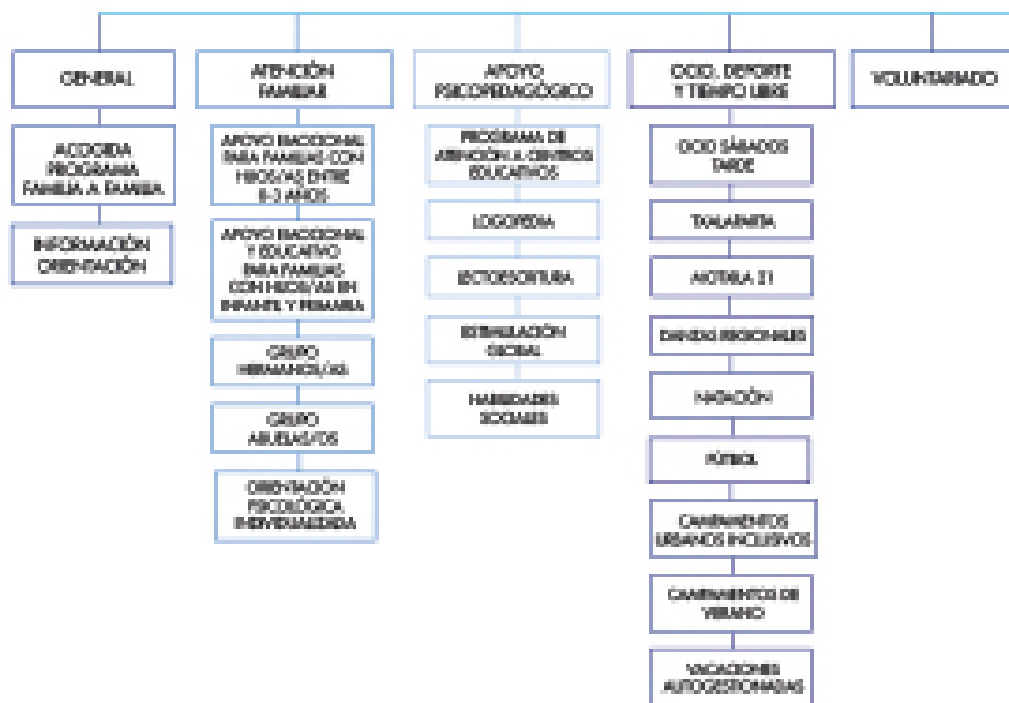 GENERAL
ACOGIDA
PROGRAMA
FAMILIA A FAMILIA
INFORMACIÓN
ORIENTACIÓN
ATENCIÓN
FAMILIAR
APOYO EMOCIONAL
PARA FAMILIAS CON
HIJOS/AS ENTRE
0-3 AÑOS
APOYO EMOCIONAL
Y EDUCATIVO
PARA FAMILIAS
CON HIJOS/AS EN
INFANTIL Y PRIMARIA
GRUPO
HERMANOS/AS
GRUPO
ABUELAS/OS
ORIENTACIÓN
PSICOLÓGICA
INDIVIDUALIZADA
APOYO
PSICOPEDAGÓGICO
PROGRAMA DE
ATENCIÓN A CENTROS
EDUCATIVOS
LOGOPEDIA
LECTOESCRITURA
ESTIMULACIÓN
GLOBAL
HABILIDADES
SOCIALES
OCIO, DEPORTE
Y TIEMPO LIBRE
OCIO SÁBADOS
TARDE
TXALAPARTA
21
DANZAS REGIONALES
NATACIÓN
FÚTBOL
CAMPAMENTOS
URBANOS INCLUSIVOS
CAMPAMENTOS DE
VERANO
VACACIONES
AUTOGESTIONADAS
VOLUNTARIADO